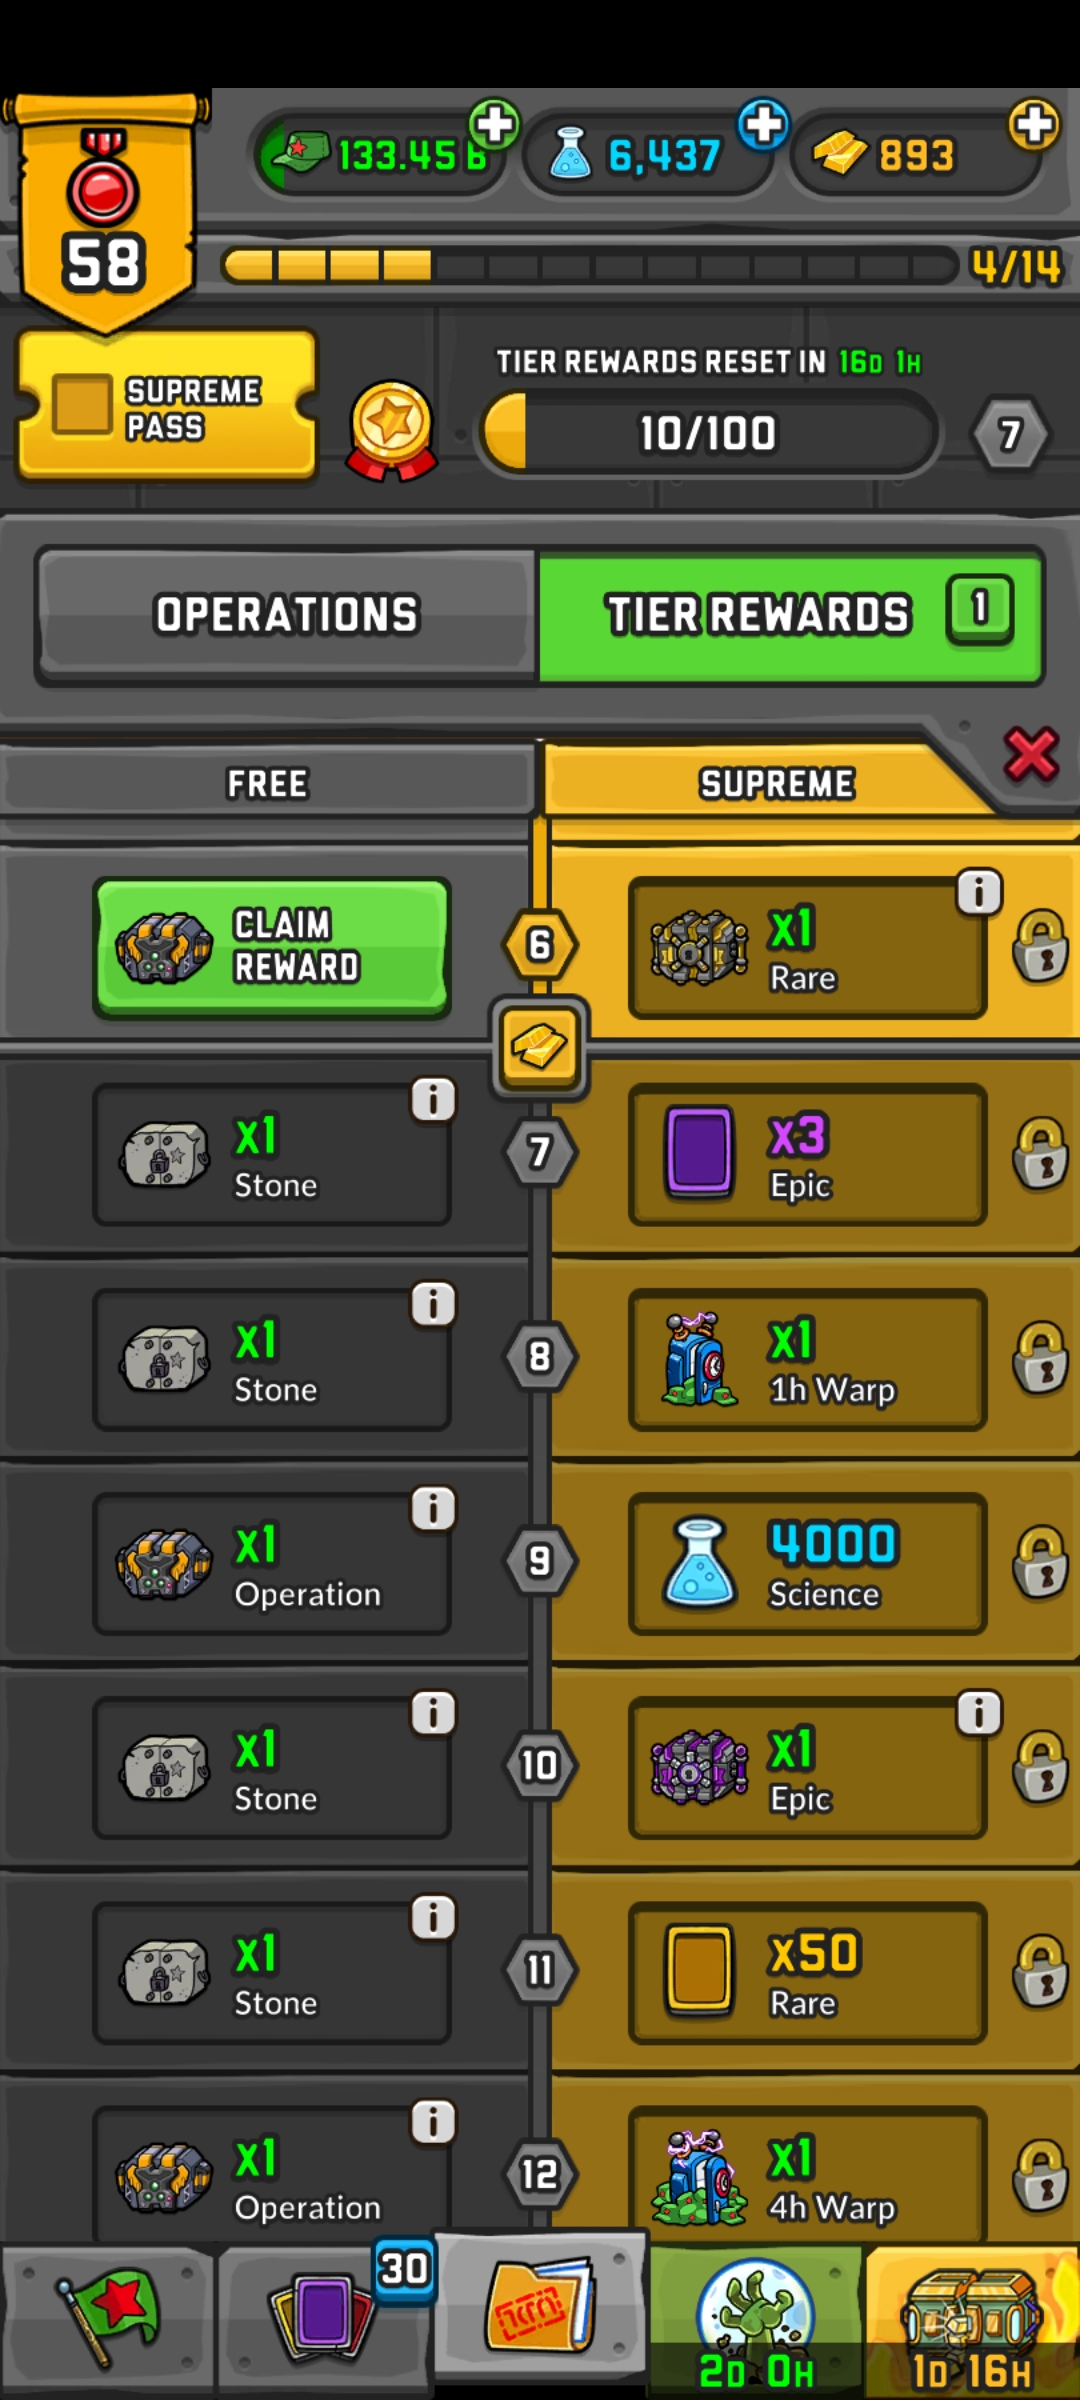 133.45 B
6,437
893
58
4/14
SUPREME
PASS
TIER REWARDS RESET IN 16D 1H
10/100
7
OPERATIONS
TIER REWARDS
1
FREE
SUPREME
CLAIM
REWARD
6
x1
Rare
i
x1
Stone
i
7
x3
Epic
x1
Stone
i
8
x1
1h Warp
x1
Operation
i
9
4000
Science
x1
Stone
i
10
x1
Epic
i
x1
Stone
i
11
x50
Rare
x1
Operation
i
12
x1
4h Warp
30
2D 0H
1D 16H